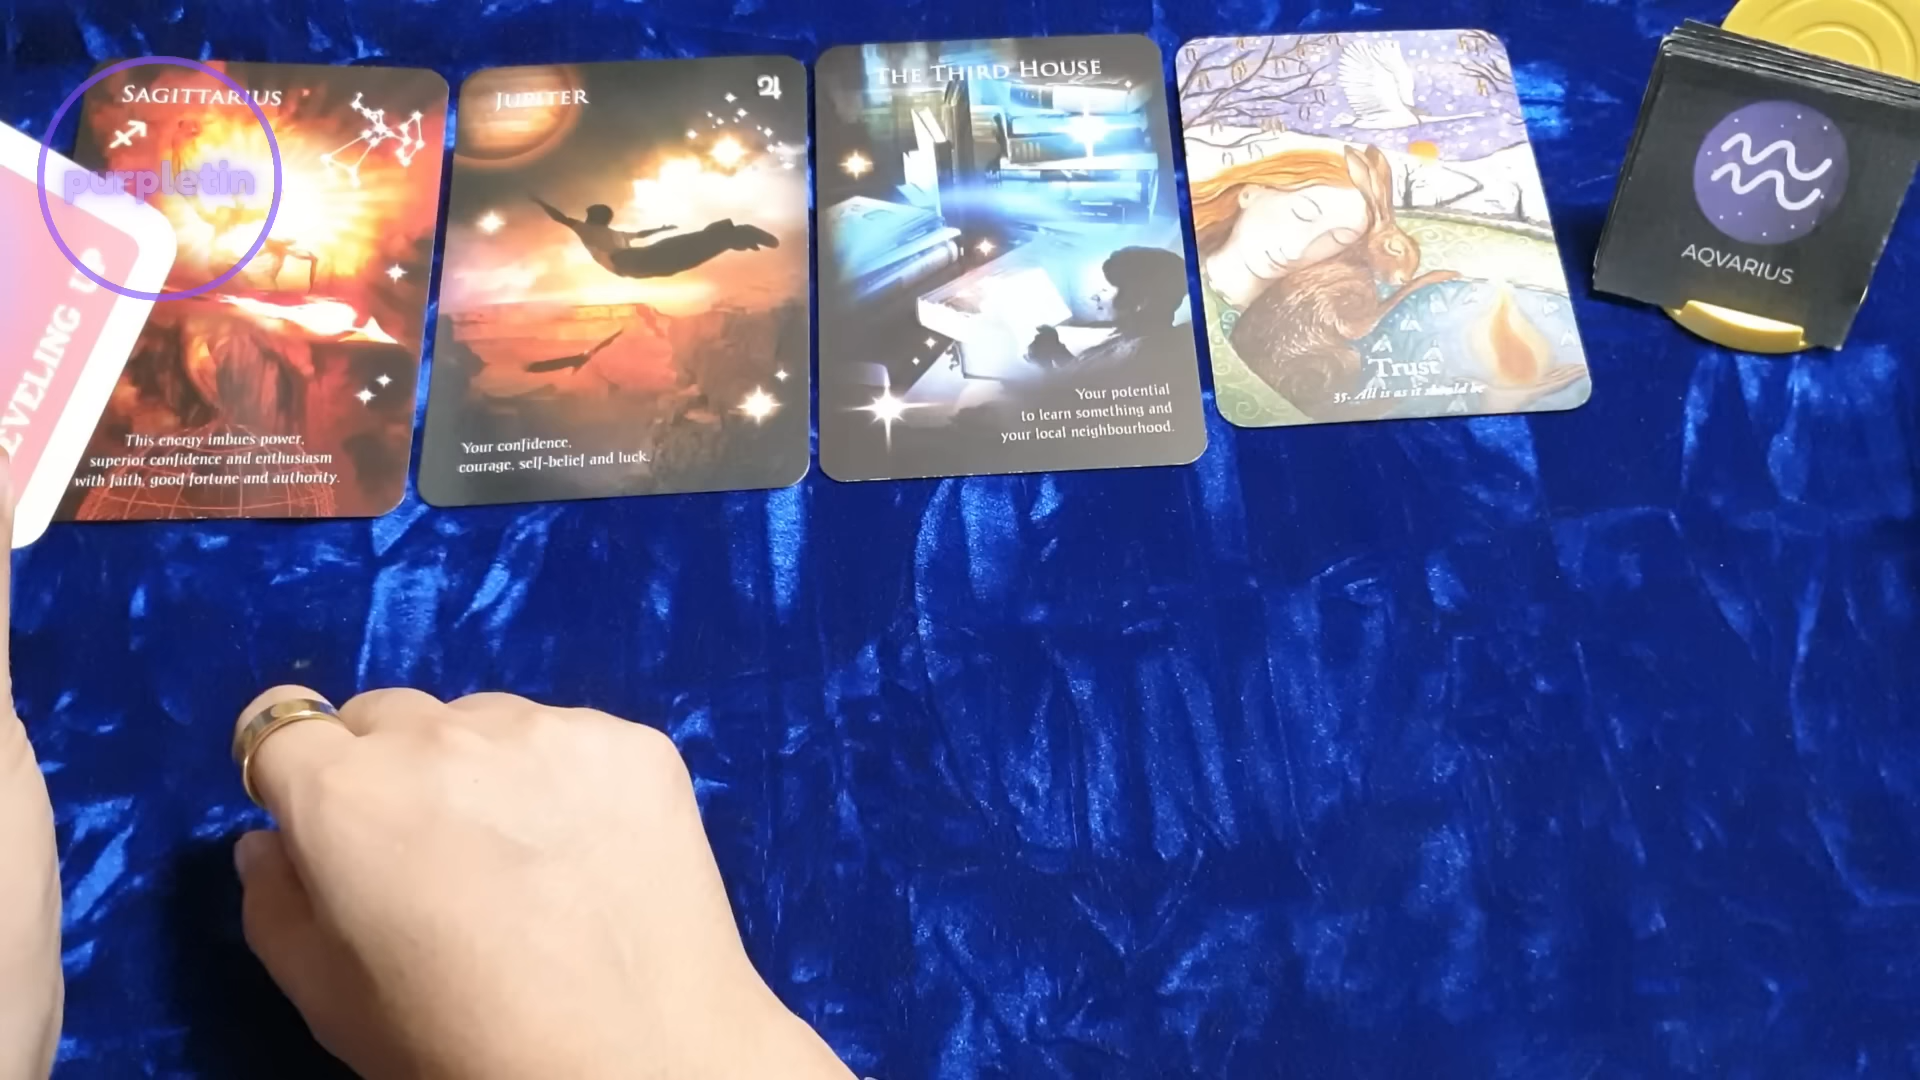 SAGITTARIUS
purpletin
EVELING UP
This energy imbues power,
superior confidence and enthusiasm
with faith, good fortune and authority.
JUPITER
Your confidence,
courage, self-belief and luck.
THE THIRD HOUSE
Your potential
to learn something and
your local neighbourhood.
Trust
35. All is as it should be
AQVARIUS